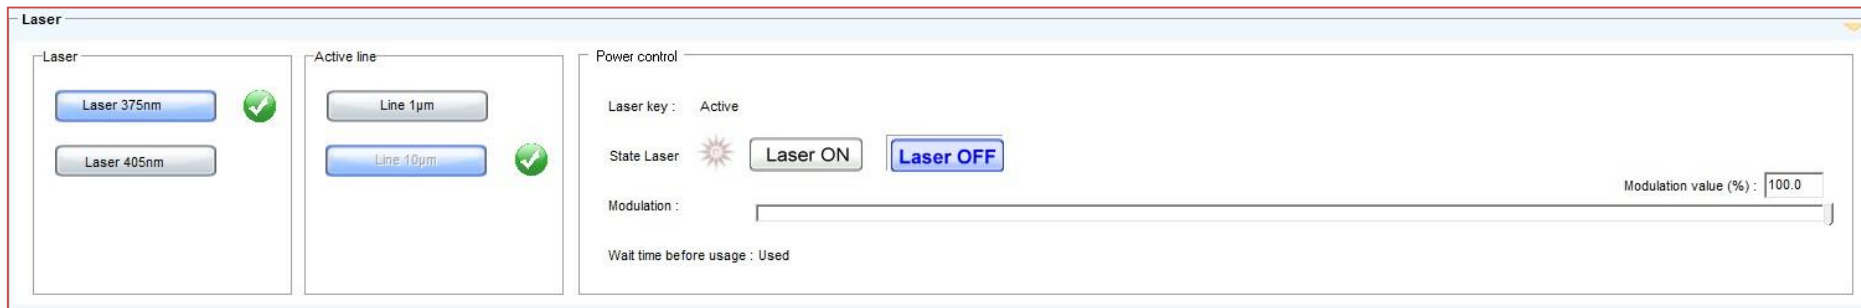 Laser
Laser
Laser 375nm
Laser 405nm
Active line
Line 1µm
Line 10µm
Power control
Laser key : Active
State Laser Laser ON Laser OFF
Modulation value (%) : 100.0
Modulation :
Wait time before usage : Used